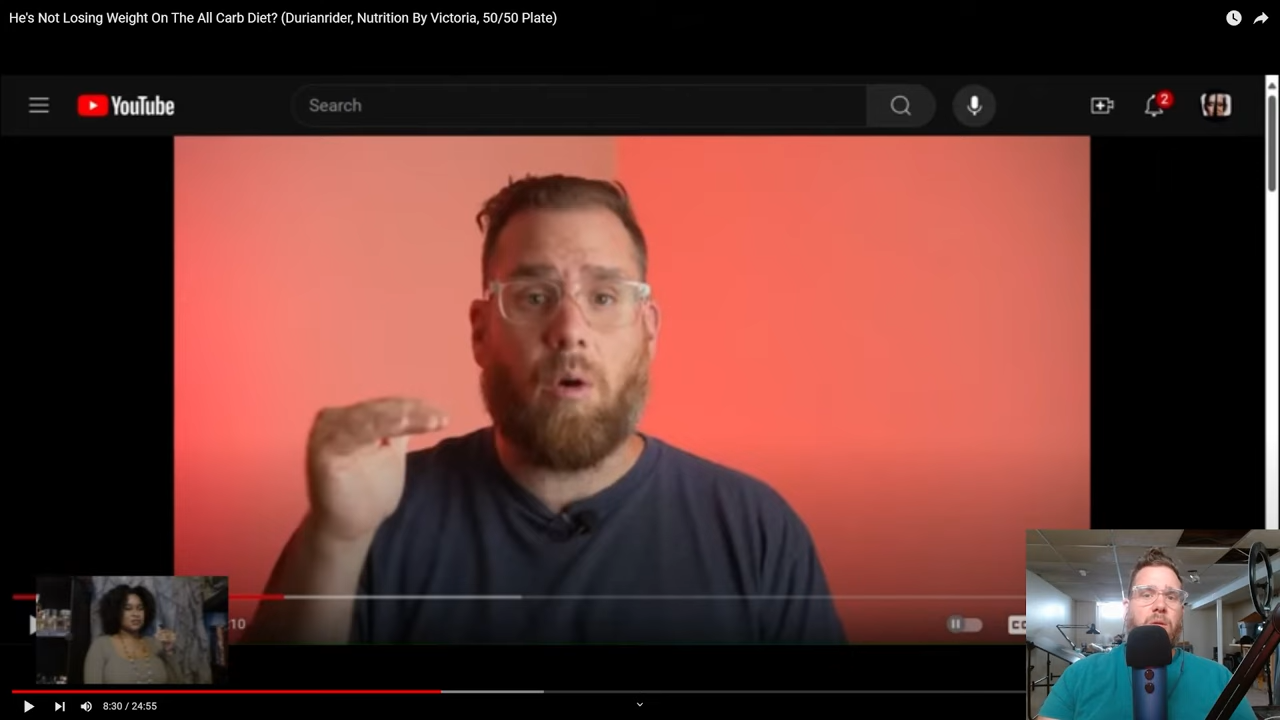 He's Not Losing Weight On The All Carb Diet? (Durianrider, Nutrition By Victoria, 50/50 Plate)
YouTube
Search
2
10
8:30 / 24:55